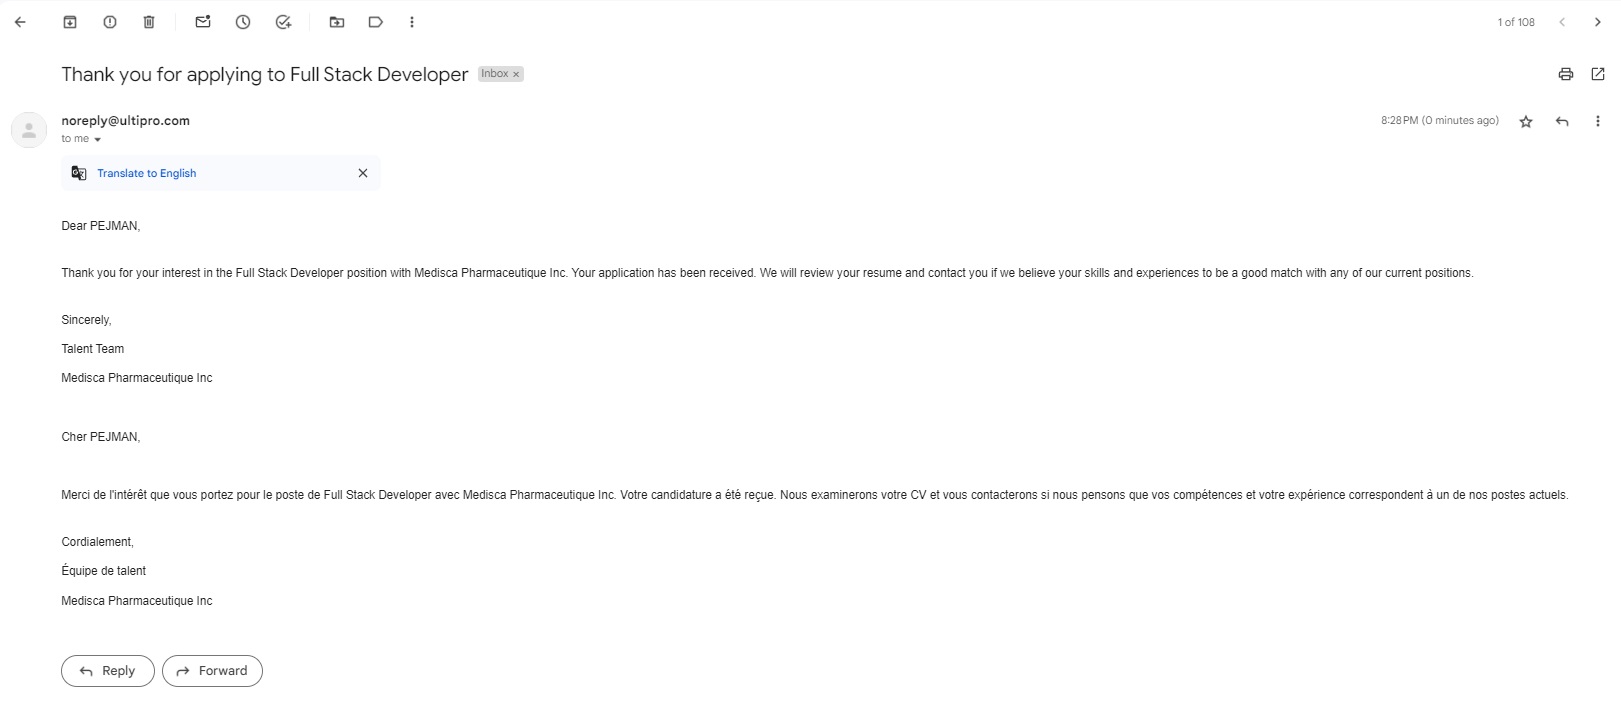 1 of 108
Thank you for applying to Full Stack Developer Inbox ×
noreply@ultipro.com 8:28 PM (0 minutes ago)
to me
Translate to English
Dear PEJMAN,
Thank you for your interest in the Full Stack Developer position with Medisca Pharmaceutique Inc. Your application has been received. We will review your resume and contact you if we believe your skills and experiences to be a good match with any of our current positions.
Sincerely,
Talent Team
Medisca Pharmaceutique Inc
Cher PEJMAN,
Merci de l'intérêt que vous portez pour le poste de Full Stack Developer avec Medisca Pharmaceutique Inc. Votre candidature a été reçue. Nous examinerons votre CV et vous contacterons si nous pensons que vos compétences et votre expérience correspondent à un de nos postes actuels.
Cordialement,
Équipe de talent
Medisca Pharmaceutique Inc
Reply Forward